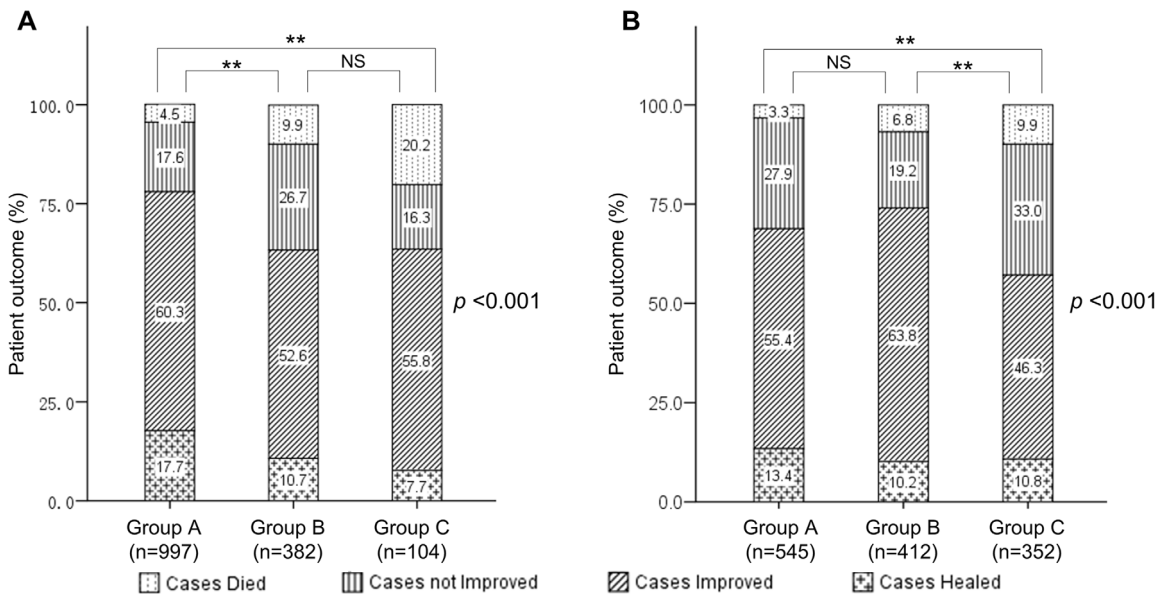 A
**
** NS
100.0
75.0
50.0
25.0
0.0
Patient outcome (%)
4.5
17.6
60.3
17.7
9.9
26.7
52.6
10.7
20.2
16.3
55.8
7.7
p <0.001
Group A Group B Group C
(n=997) (n=382) (n=104)
B
**
NS **
100.0
75.0
50.0
25.0
0.0
Patient outcome (%)
3.3
27.9
55.4
13.4
6.8
19.2
63.8
10.2
9.9
33.0
46.3
10.8
p <0.001
Group A Group B Group C
(n=545) (n=412) (n=352)
Cases Died Cases not Improved Cases Improved Cases Healed